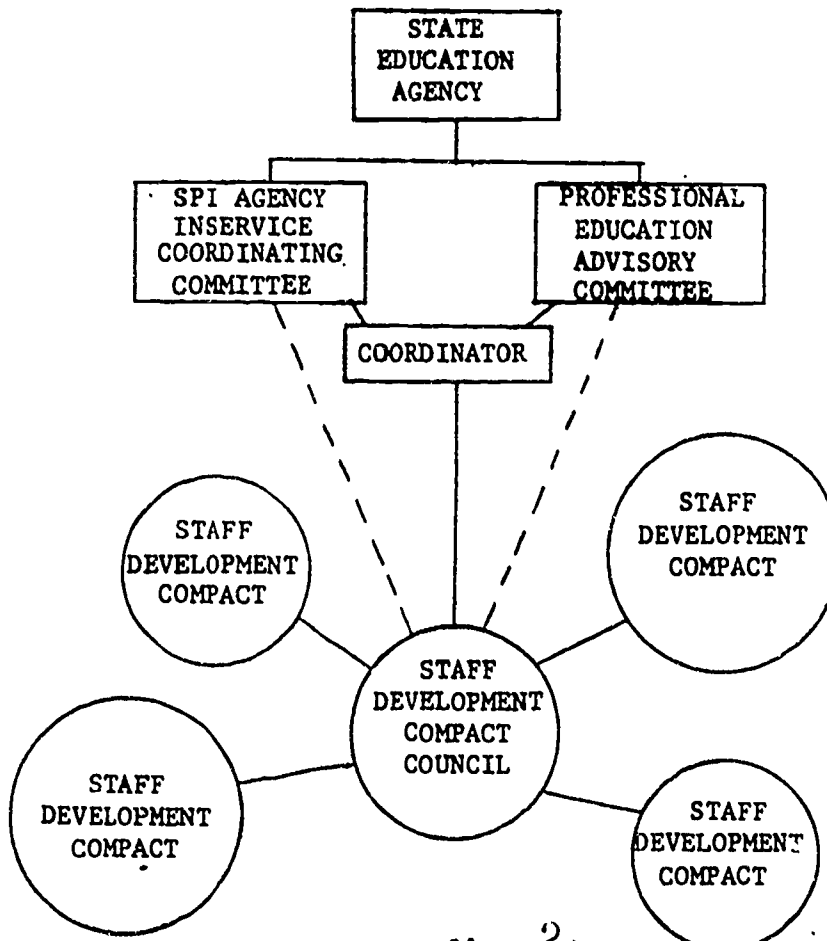 STATE
EDUCATION
AGENCY
SPI AGENCY
INSERVICE
COORDINATING
COMMITTEE
PROFESSIONAL
EDUCATION
ADVISORY
COMMITTEE
COORDINATOR
STAFF
DEVELOPMENT
COMPACT
STAFF
DEVELOPMENT
COMPACT
STAFF
DEVELOPMENT
COMPACT
COUNCIL
STAFF
DEVELOPMENT
COMPACT
STAFF
DEVELOPMENT
COMPACT